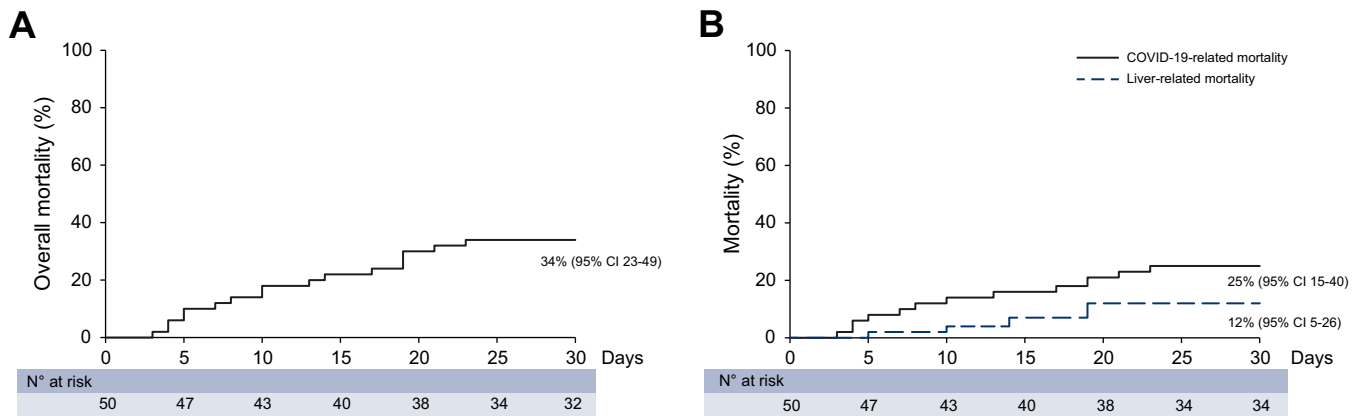 A
Overall mortality (%)
100
80
60
40
20
0
34% (95% CI 23-49)
0 5 10 15 20 25 30 Days
N° at risk
50 47 43 40 38 34 32
B
Mortality (%)
100
80
60
40
20
0
COVID-19-related mortality
Liver-related mortality
25% (95% CI 15-40)
12% (95% CI 5-26)
0 5 10 15 20 25 30 Days
N° at risk
50 47 43 40 38 34 34